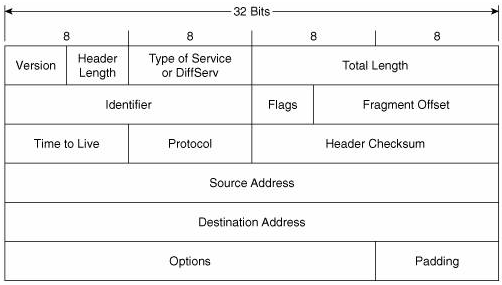 32 Bits
8 8 8 8
Version Header Length Type of Service or DiffServ Total Length
Identifier Flags Fragment Offset
Time to Live Protocol Header Checksum
Source Address
Destination Address
Options Padding